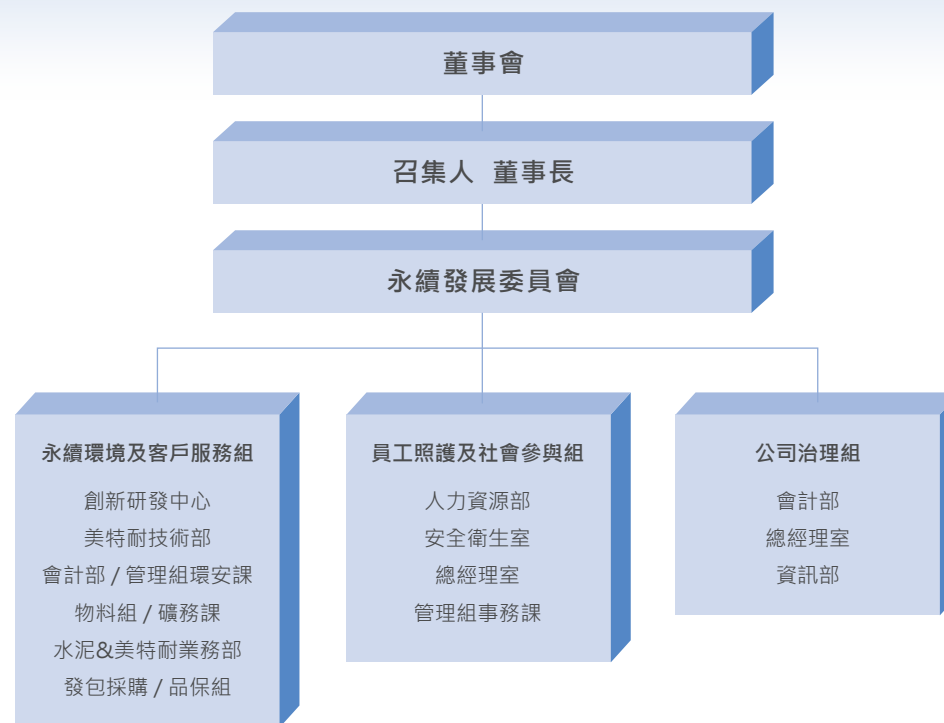 董事會
召集人 董事長
永續發展委員會
永續環境及客戶服務組
創新研發中心
美特耐技術部
會計部 / 管理組環安課
物料組 / 礦務課
水泥&美特耐業務部
發包採購 / 品保組
員工照護及社會參與組
人力資源部
安全衛生室
總經理室
管理組事務課
公司治理組
會計部
總經理室
資訊部